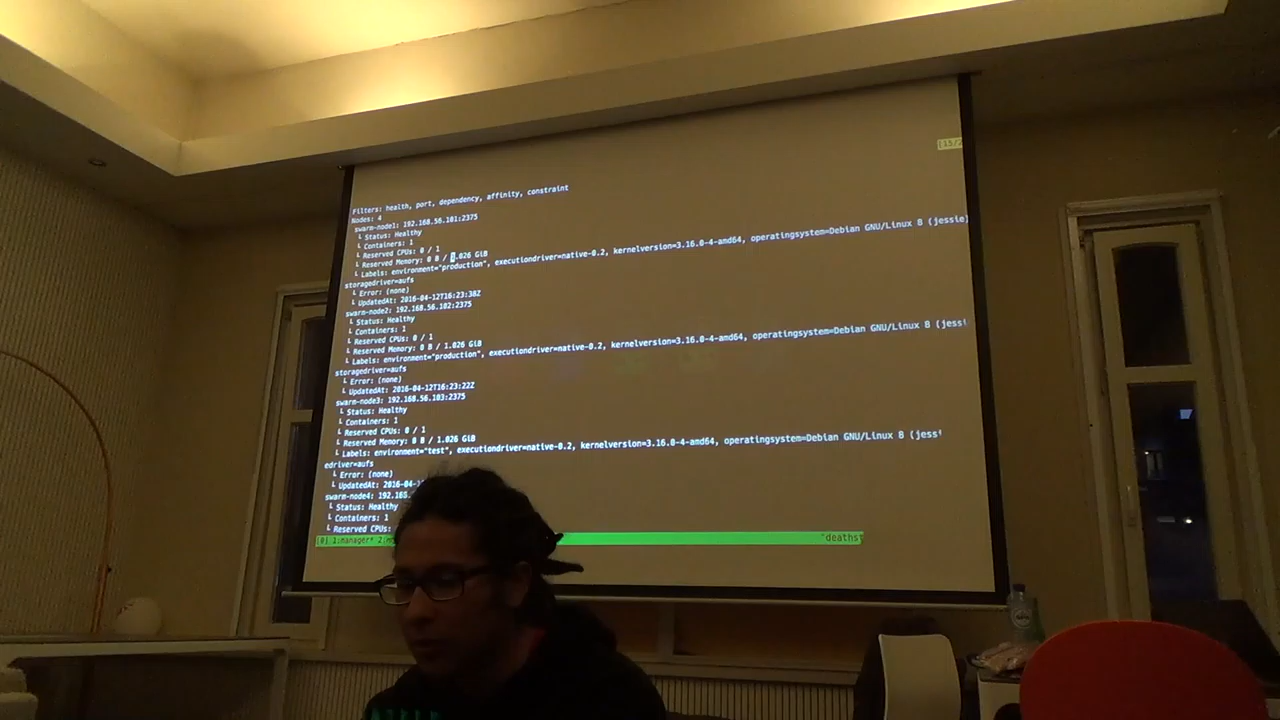 [15/2
Filters: health, port, dependency, affinity, constraint
Nodes: 4
swarm-node1: 192.168.56.101:2375
└ Status: Healthy
└ Containers: 1
└ Reserved CPUs: 0 / 1
└ Reserved Memory: 0 B / 1.026 GiB
└ Labels: environment="production", executiondriver=native-0.2, kernelversion=3.16.0-4-amd64, operatingsystem=Debian GNU/Linux 8 (jessie)
storagedriver=aufs
└ Error: (none)
└ UpdatedAt: 2016-04-12T16:23:38Z
swarm-node2: 192.168.56.102:2375
└ Status: Healthy
└ Containers: 1
└ Reserved CPUs: 0 / 1
└ Reserved Memory: 0 B / 1.026 GiB
└ Labels: environment="production", executiondriver=native-0.2, kernelversion=3.16.0-4-amd64, operatingsystem=Debian GNU/Linux 8 (jessi
storagedriver=aufs
└ Error: (none)
└ UpdatedAt: 2016-04-12T16:23:22Z
swarm-node3: 192.168.56.103:2375
└ Status: Healthy
└ Containers: 1
└ Reserved CPUs: 0 / 1
└ Reserved Memory: 0 B / 1.026 GiB
└ Labels: environment="test", executiondriver=native-0.2, kernelversion=3.16.0-4-amd64, operatingsystem=Debian GNU/Linux 8 (jess
edriver=aufs
└ Error: (none)
└ UpdatedAt: 2016-04-
swarm-node4: 192.168.
└ Status: Healthy
└ Containers: 1
└ Reserved CPUs:
[0] 1:manager* 2: "deathst